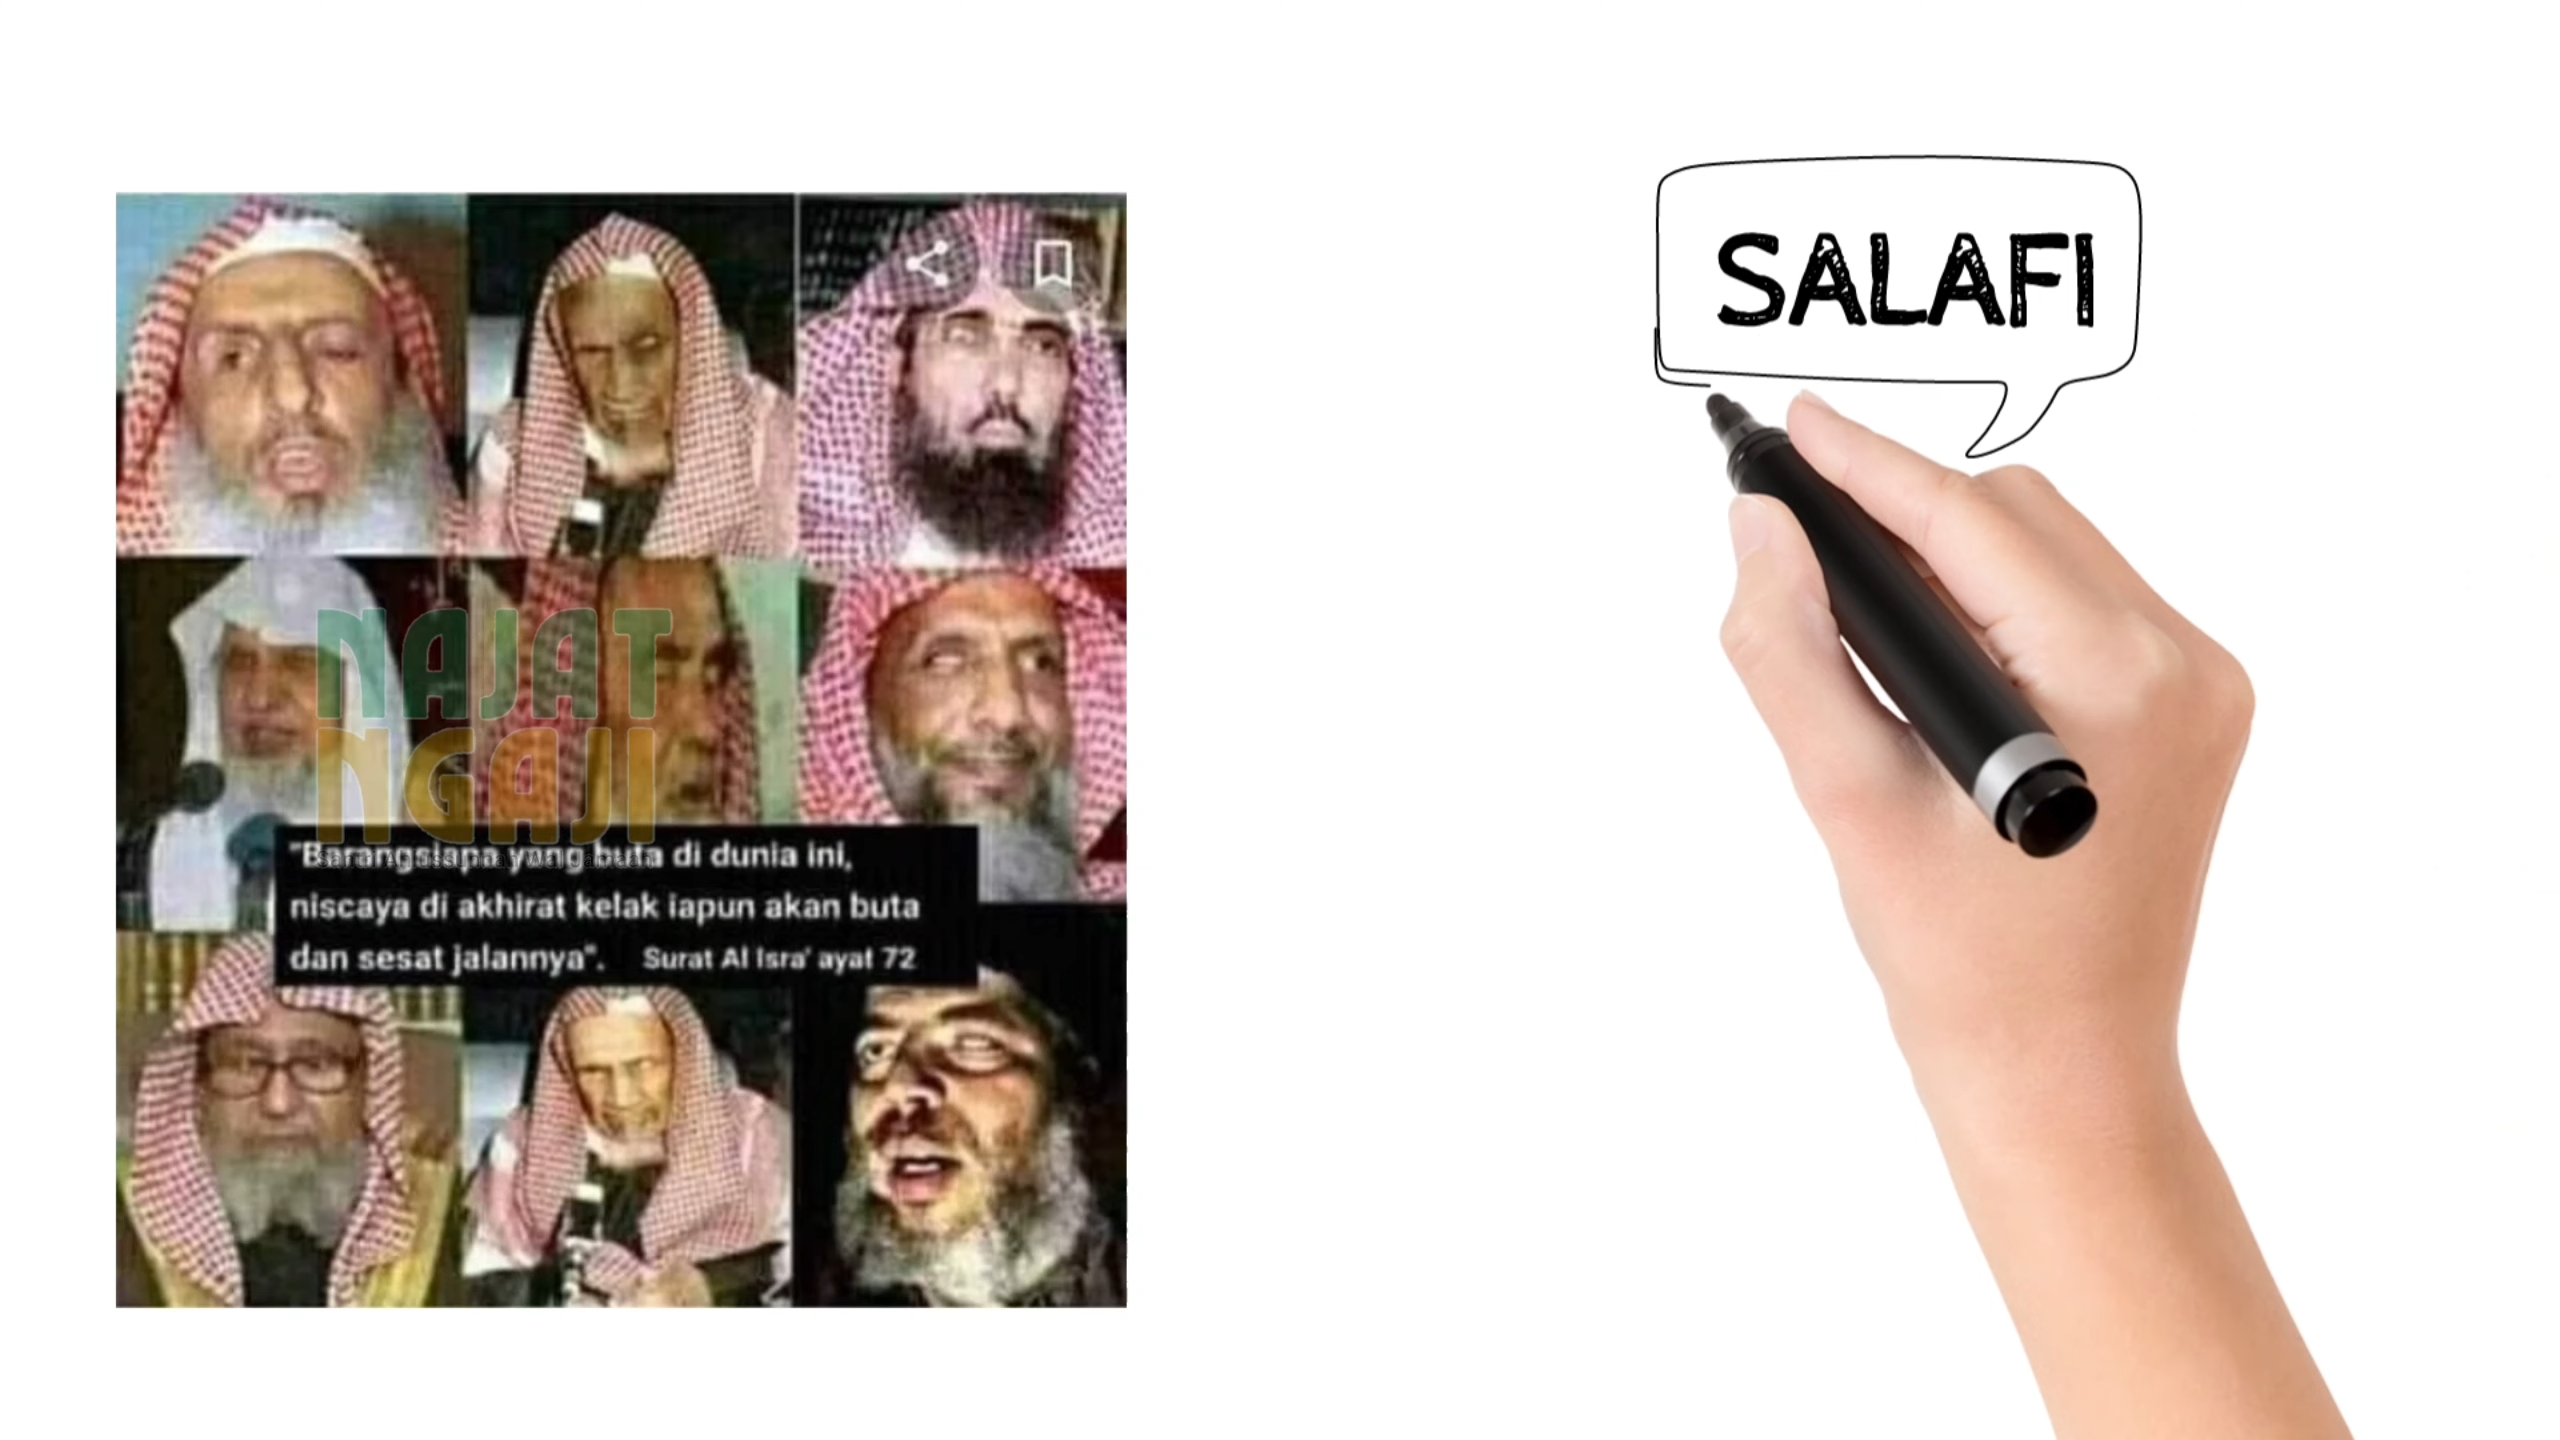 SALAFI
NAJAT
NGAJI
"Barangsiapa yang buta di dunia ini,
niscaya di akhirat kelak iapun akan buta
dan sesat jalannya". Surat Al Isra' ayat 72